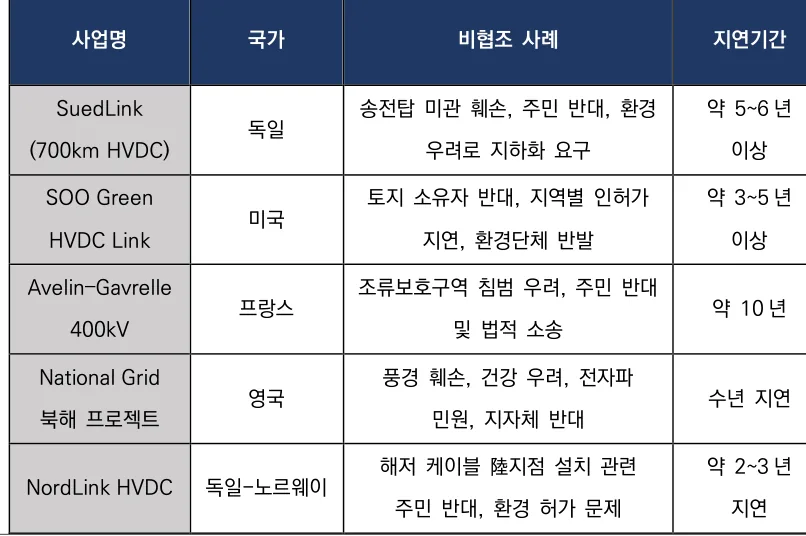 사업명 국가 비협조 사례 지연기간
SuedLink
(700km HVDC)
독일
송전탑 미관 훼손, 주민 반대, 환경
우려로 지하화 요구
약 5~6년
이상
SOO Green
HVDC Link
미국
토지 소유자 반대, 지역별 인허가
지연, 환경단체 반발
약 3~5년
이상
Avelin-Gavrelle
400kV
프랑스
조류보호구역 침범 우려, 주민 반대
및 법적 소송
약 10년
National Grid
북해 프로젝트
영국
풍경 훼손, 건강 우려, 전자파
민원, 지자체 반대
수년 지연
NordLink HVDC
독일-노르웨이
해저 케이블 陸지점 설치 관련
주민 반대, 환경 허가 문제
약 2~3년
지연